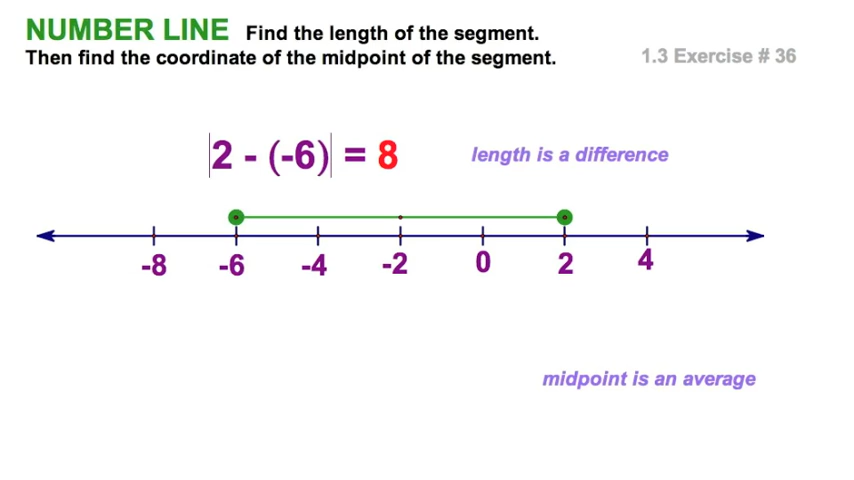 NUMBER LINE Find the length of the segment.
Then find the coordinate of the midpoint of the segment.
1.3 Exercise # 36
|2 - (-6)| = 8
length is a difference
-8 -6 -4 -2 0 2 4
midpoint is an average